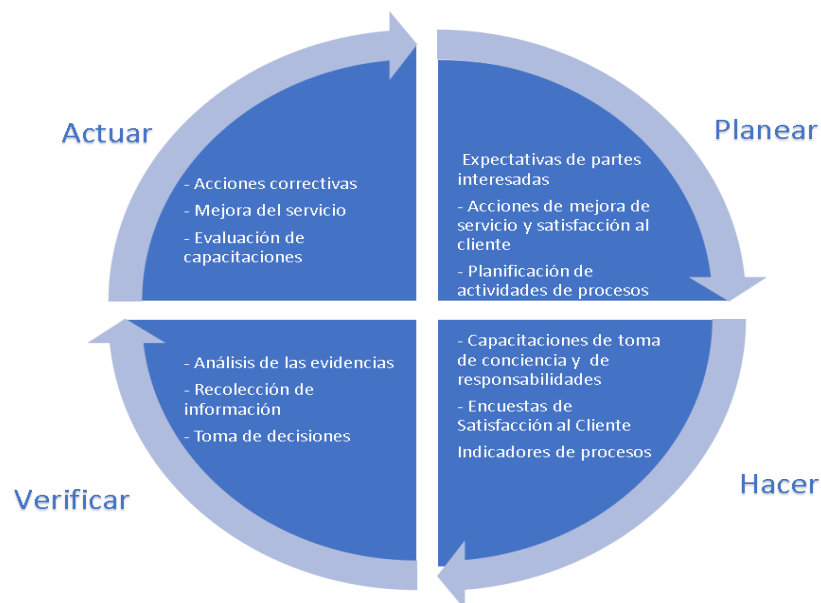 Actuar
- Acciones correctivas
- Mejora del servicio
- Evaluación de
capacitaciones
Planear
Expectativas de partes
interesadas
- Acciones de mejora de
servicio y satisfacción al
cliente
- Planificación de
actividades de procesos
Verificar
- Análisis de las evidencias
- Recolección de
información
- Toma de decisiones
- Capacitaciones de toma
de conciencia y  de
responsabilidades
- Encuestas de
Satisfacción al Cliente
Indicadores de procesos
Hacer